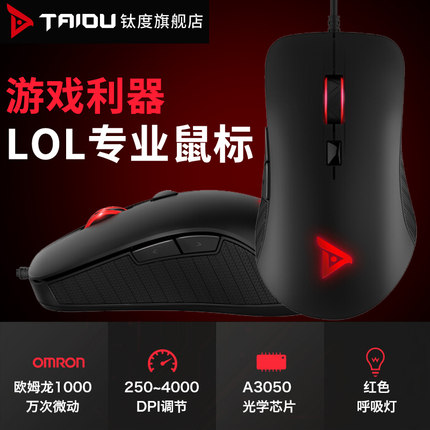 TAIDU 钛度旗舰店
游戏利器
LOL专业鼠标
OMRON
欧姆龙1000
万次微动
250~4000
DPI调节
A3050
光学芯片
红色
呼吸灯